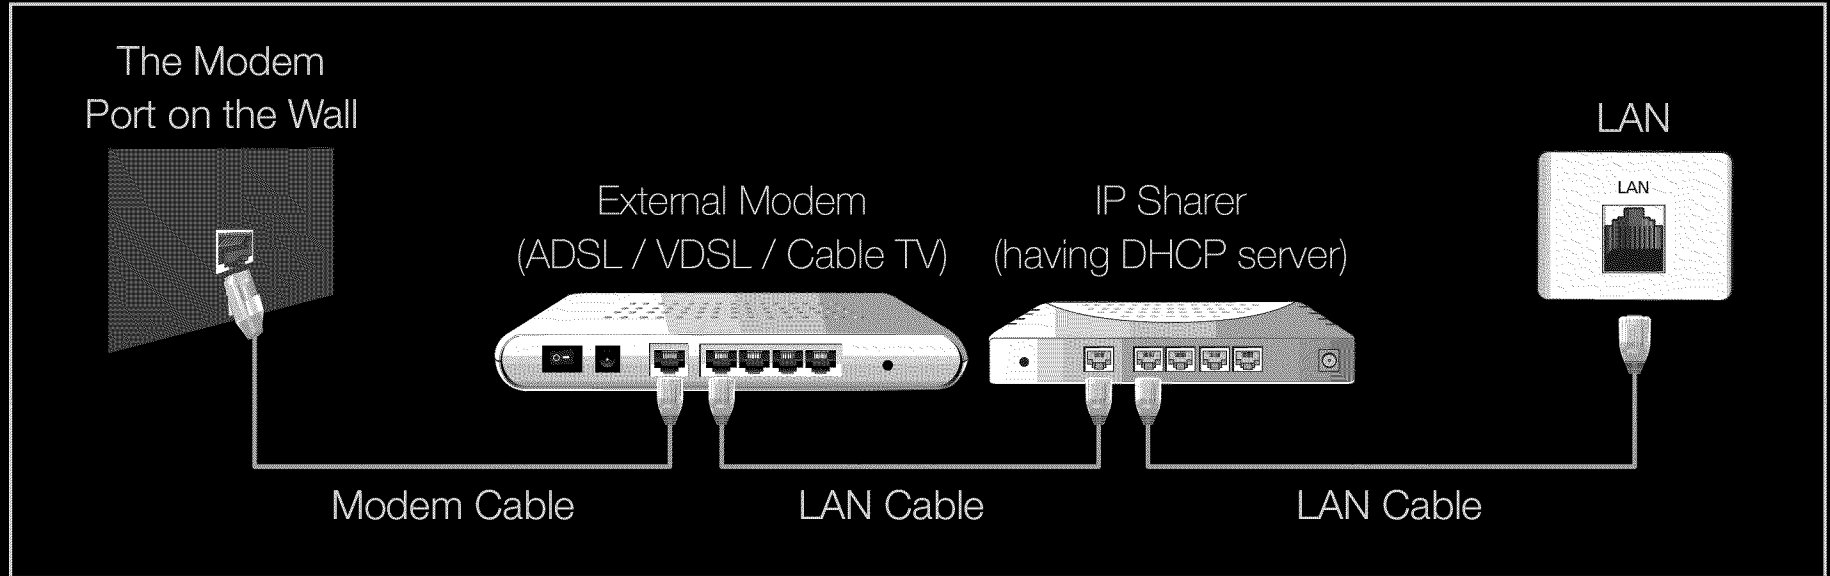 The Modem
Port on the Wall
External Modem
(ADSL / VDSL / Cable TV)
IP Sharer
(having DHCP server)
LAN
LAN
Modem Cable
LAN Cable
LAN Cable